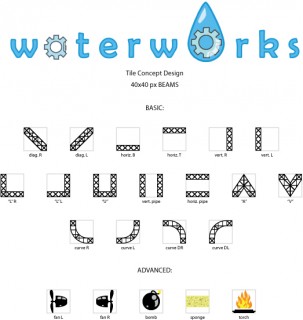 waterworks
Tile Concept Design
40x40 px BEAMS
BASIC:
diag. R diag. L horiz. B horiz. T vert. R vert. L
"L" R "L" L "U" vert. pipe horiz. pipe "A" "V"
curve R curve L curve DR curve DL
ADVANCED:
fan L fan R bomb sponge torch